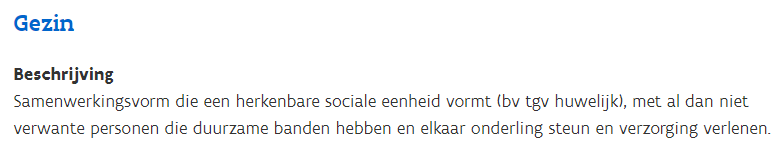 Gezin
Beschrijving
Samenwerkingsvorm die een herkenbare sociale eenheid vormt (bv tgv huwelijk), met al dan niet
verwante personen die duurzame banden hebben en elkaar onderling steun en verzorging verlenen.